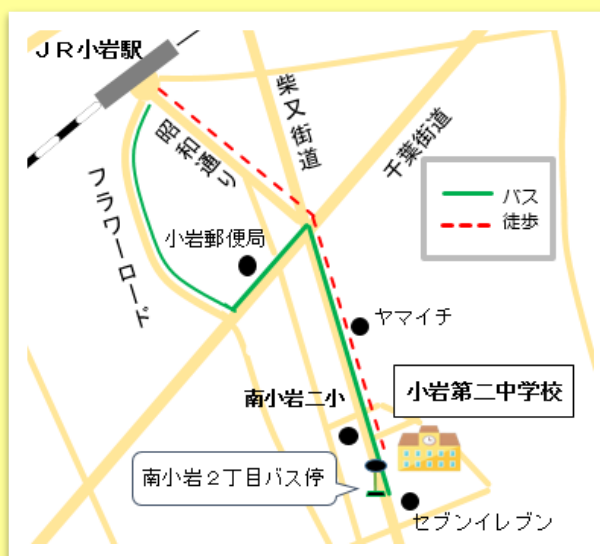 ＪＲ小岩駅
柴又街道
昭和通り
千葉街道
フラワーロード
バス
徒歩
小岩郵便局
ヤマイチ
小岩第二中学校
南小岩二小
南小岩２丁目バス停
セブンイレブン